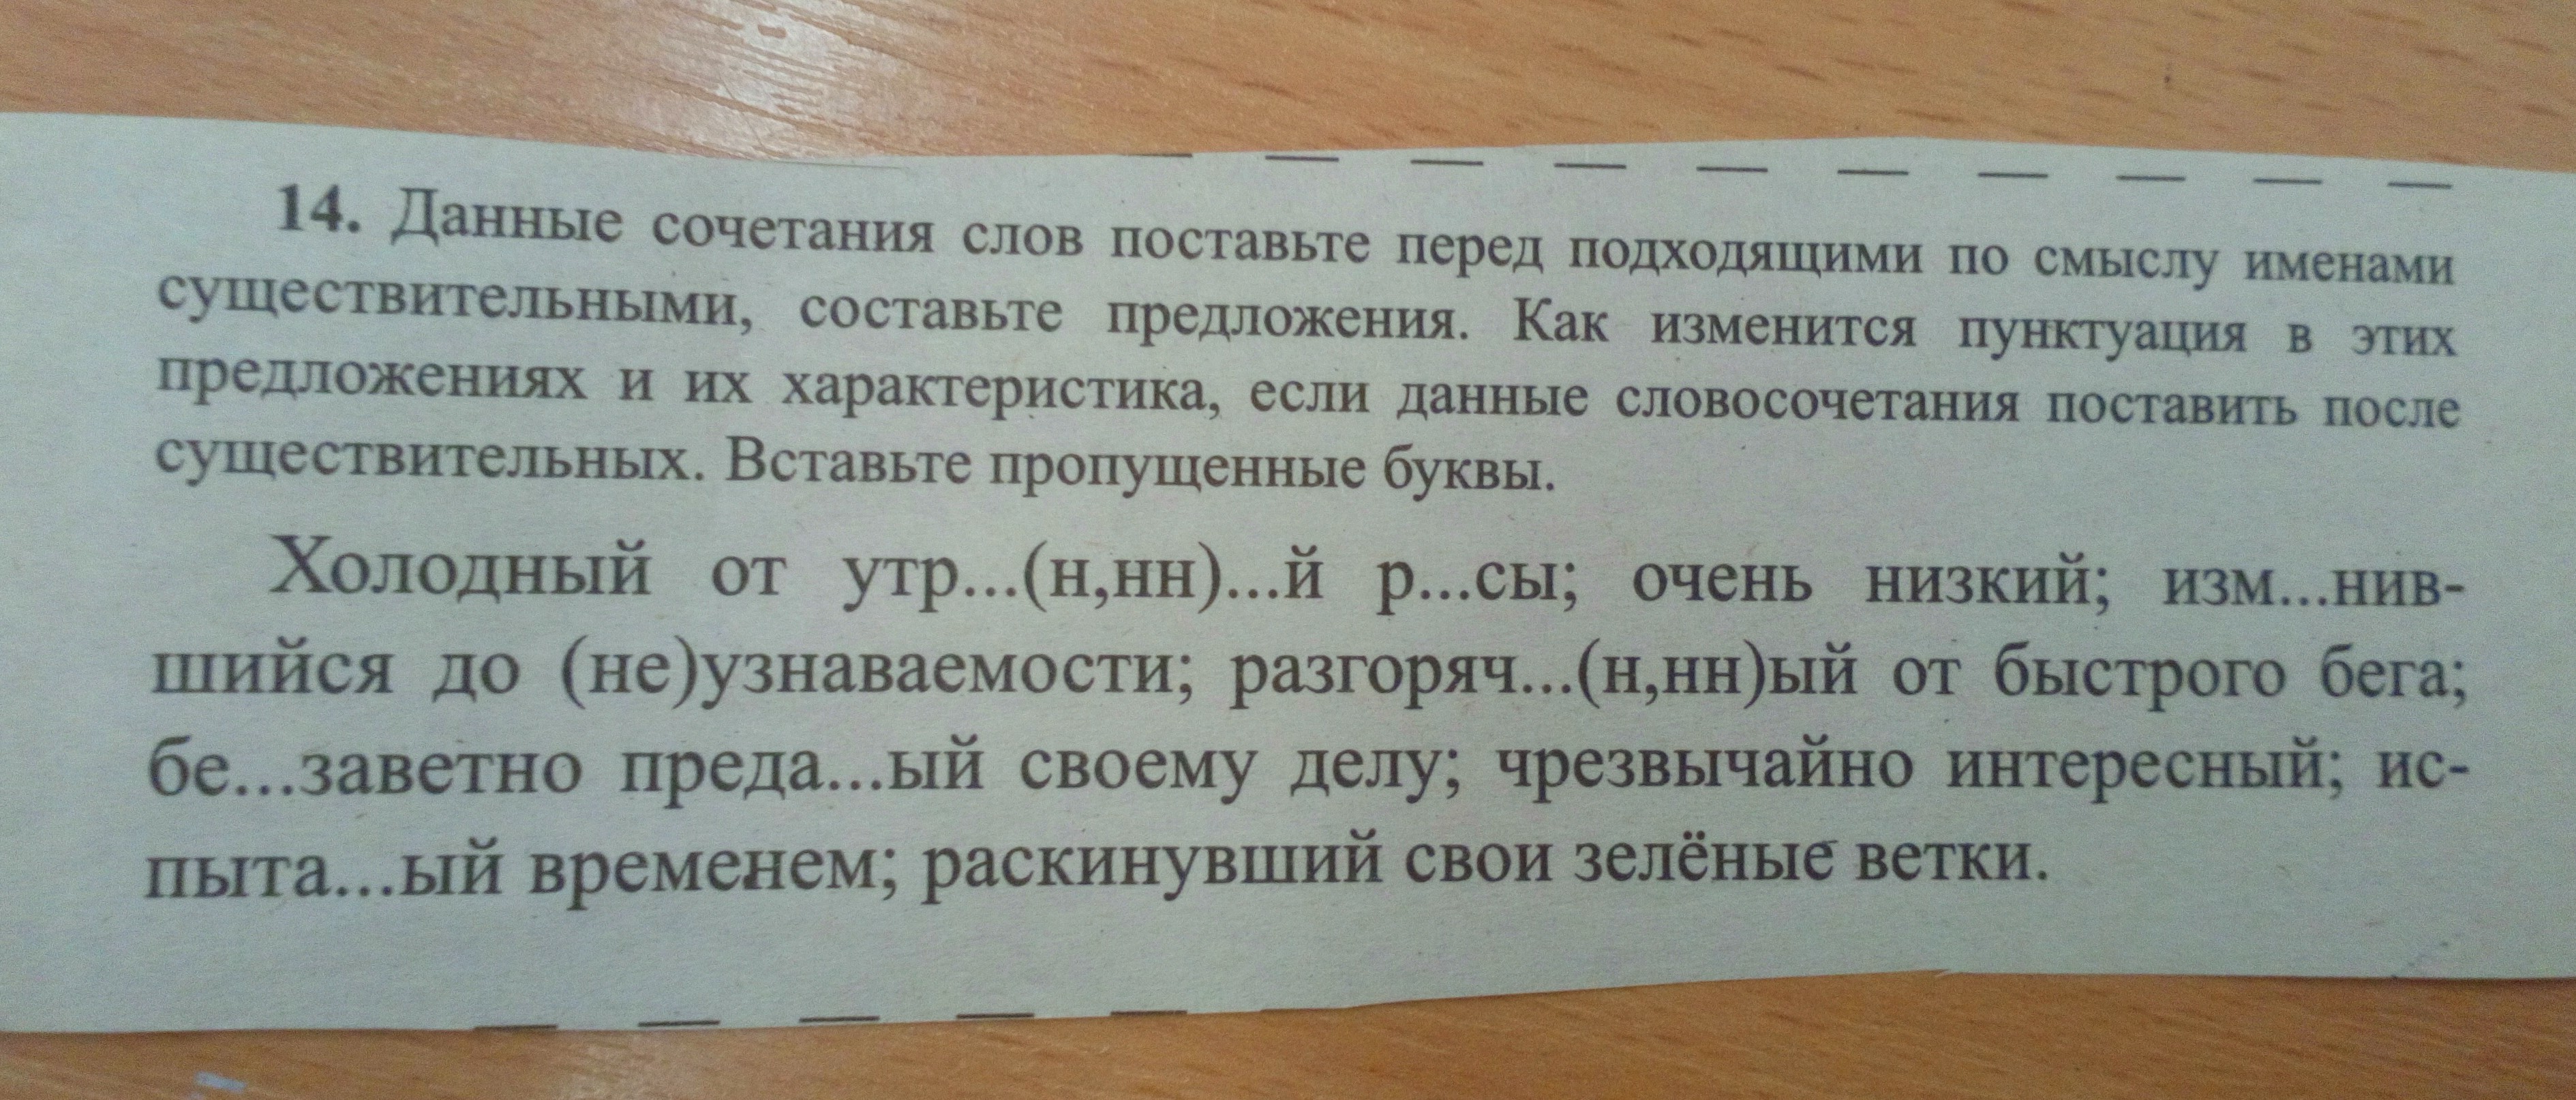 14. Данные сочетания слов поставьте перед подходящими по смыслу именами
существительными, составьте предложения. Как изменится пунктуация в этих
предложениях и их характеристика, если данные словосочетания поставить после
существительных. Вставьте пропущенные буквы.
Холодный от утр...(н,нн)...й р...сы; очень низкий; изм...нив-
шийся до (не)узнаваемости; разгоряч...(н,нн)ый от быстрого бега;
бе...заветно преда...ый своему делу; чрезвычайно интересный; ис-
пыта...ый временем; раскинувший свои зелёные ветки.